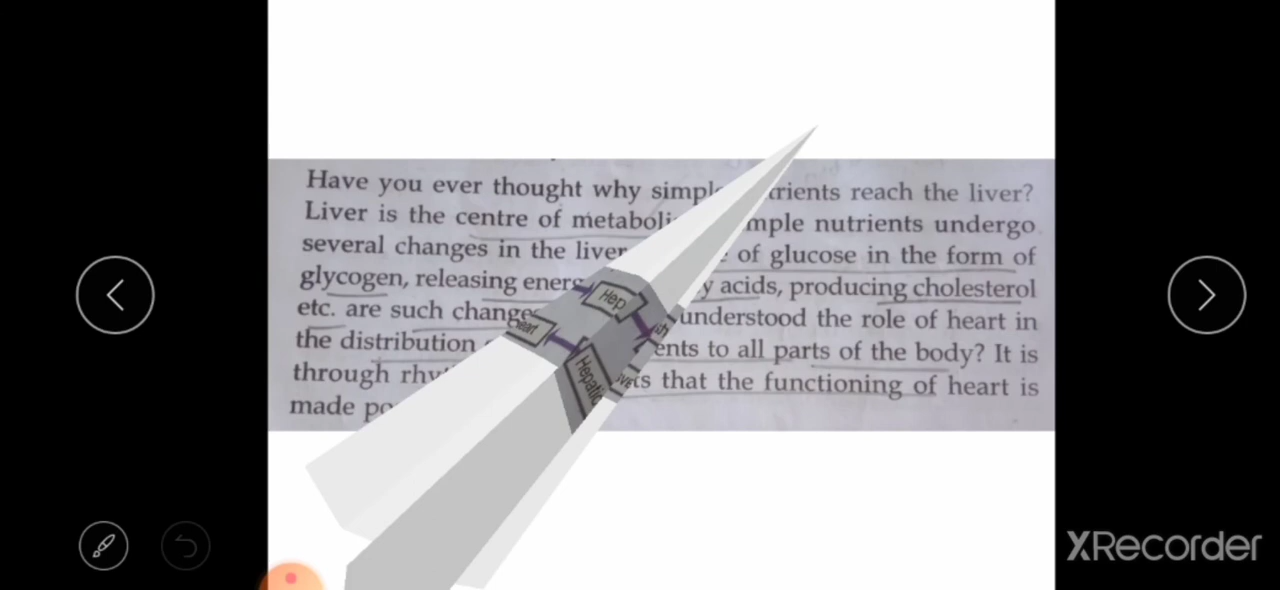 Have you ever thought why simple trients reach the liver?
Liver is the centre of metaboli mple nutrients undergo
several changes in the liver of glucose in the form of
glycogen, releasing ener y acids, producing cholesterol
etc. are such change understood the role of heart in
the distribution ents to all parts of the body? It is
through rhy ts that the functioning of heart is
made po
Hep
eart
Hepatic
XRecorder